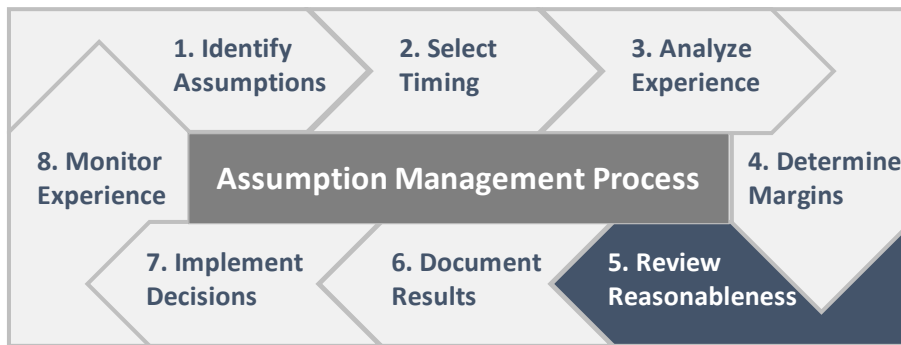 1. Identify
Assumptions
2. Select
Timing
3. Analyze
Experience
8. Monitor
Experience
Assumption Management Process
4. Determine
Margins
7. Implement
Decisions
6. Document
Results
5. Review
Reasonableness